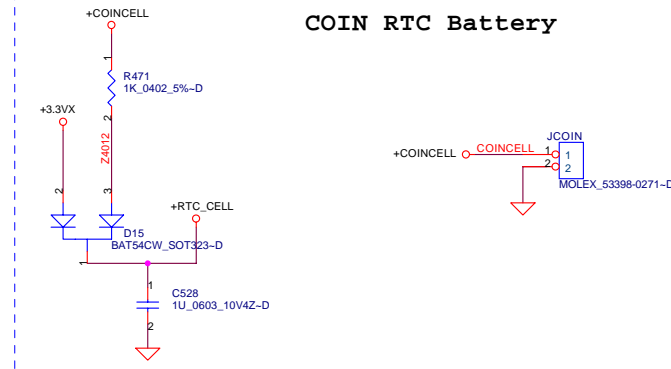 +COINCELL
COIN RTC Battery
1
R471
1K_0402_5%~D
2
+3.3VX
Z4012
2
3
+RTC_CELL
D15
BAT54CW_SOT323~D
1
1
C528
1U_0603_10V4Z~D
2
JCOIN
+COINCELL
COINCELL
1
1
2
2
MOLEX_53398-0271~D